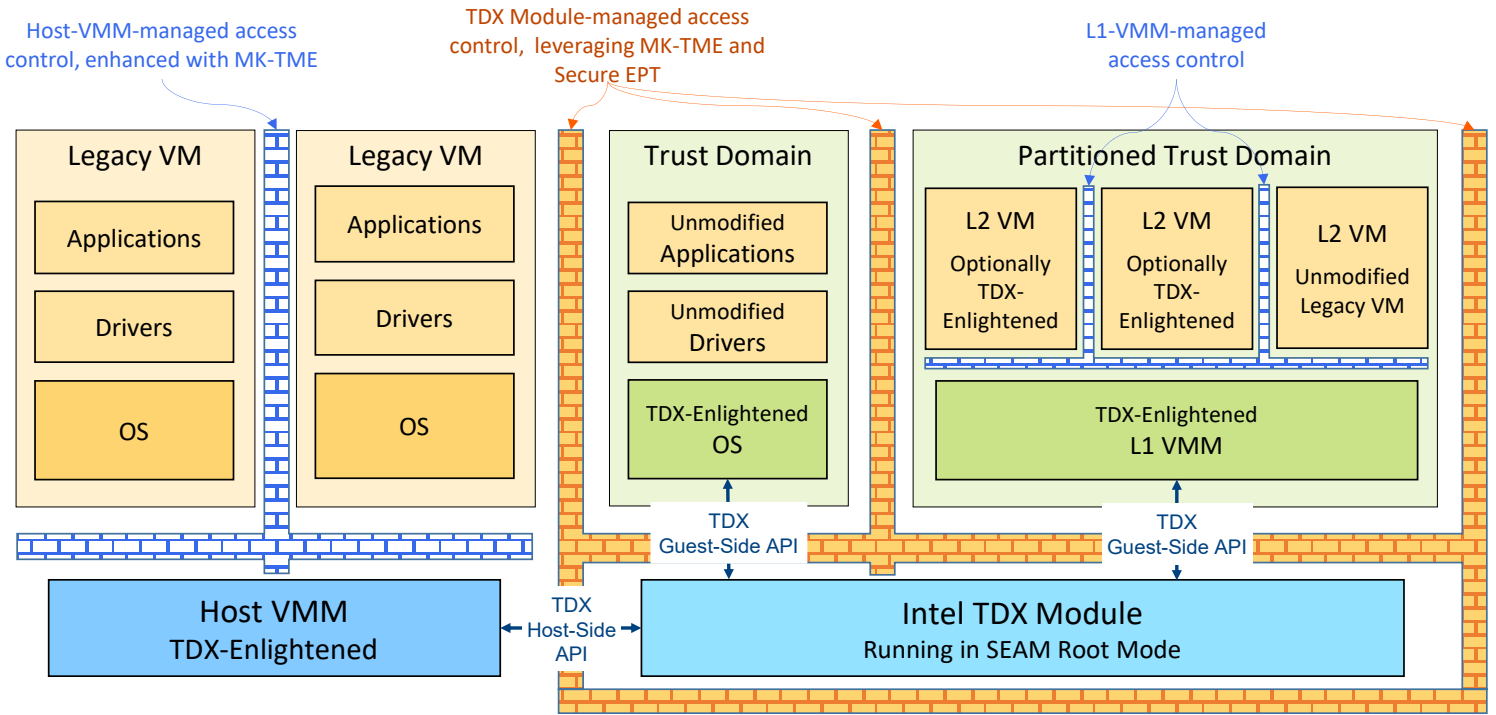 Host-VMM-managed access
control, enhanced with MK-TME
TDX Module-managed access
control, leveraging MK-TME and
Secure EPT
L1-VMM-managed
access control
Legacy VM
Applications
Drivers
OS
Legacy VM
Applications
Drivers
OS
Trust Domain
Unmodified
Applications
Unmodified
Drivers
TDX-Enlightened
OS
Partitioned Trust Domain
L2 VM
Optionally
TDX-
Enlightened
L2 VM
Optionally
TDX-
Enlightened
L2 VM
Unmodified
Legacy VM
TDX-Enlightened
L1 VMM
TDX
Guest-Side API
TDX
Guest-Side API
Host VMM
TDX-Enlightened
TDX
Host-Side
API
Intel TDX Module
Running in SEAM Root Mode